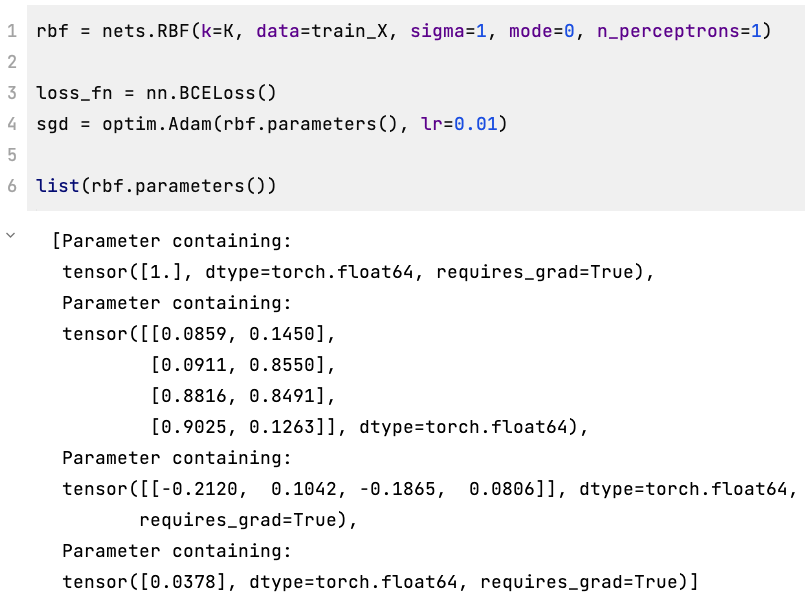 1 rbf = nets.RBF(k=K, data=train_X, sigma=1, mode=0, n_perceptrons=1)
2
3 loss_fn = nn.BCELoss()
4 sgd = optim.Adam(rbf.parameters(), lr=0.01)
5
6 list(rbf.parameters())
[Parameter containing:
 tensor([1.], dtype=torch.float64, requires_grad=True),
 Parameter containing:
 tensor([[0.0859, 0.1450],
         [0.0911, 0.8550],
         [0.8816, 0.8491],
         [0.9025, 0.1263]], dtype=torch.float64),
 Parameter containing:
 tensor([[-0.2120,  0.1042, -0.1865,  0.0806]], dtype=torch.float64,
        requires_grad=True),
 Parameter containing:
 tensor([0.0378], dtype=torch.float64, requires_grad=True)]